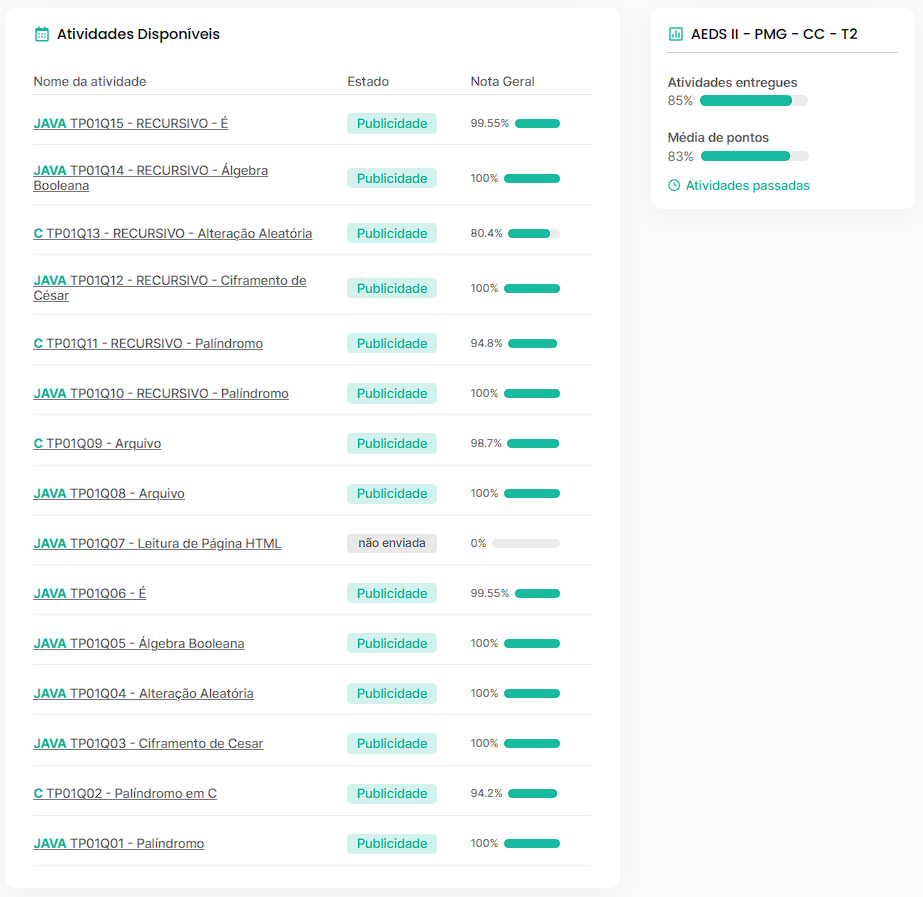 Atividades Disponíveis
Nome da atividade Estado Nota Geral
JAVA TP01Q15 - RECURSIVO - É Publicidade 99.55%
JAVA TP01Q14 - RECURSIVO - Álgebra
Booleana Publicidade 100%
C TP01Q13 - RECURSIVO - Alteração Aleatória Publicidade 80.4%
JAVA TP01Q12 - RECURSIVO - Ciframento de
César Publicidade 100%
C TP01Q11 - RECURSIVO - Palíndromo Publicidade 94.8%
JAVA TP01Q10 - RECURSIVO - Palíndromo Publicidade 100%
C TP01Q09 - Arquivo Publicidade 98.7%
JAVA TP01Q08 - Arquivo Publicidade 100%
JAVA TP01Q07 - Leitura de Página HTML não enviada 0%
JAVA TP01Q06 - É Publicidade 99.55%
JAVA TP01Q05 - Álgebra Booleana Publicidade 100%
JAVA TP01Q04 - Alteração Aleatória Publicidade 100%
JAVA TP01Q03 - Ciframento de Cesar Publicidade 100%
C TP01Q02 - Palíndromo em C Publicidade 94.2%
JAVA TP01Q01 - Palíndromo Publicidade 100%
AEDS II - PMG - CC - T2
Atividades entregues
85%
Média de pontos
83%
Atividades passadas